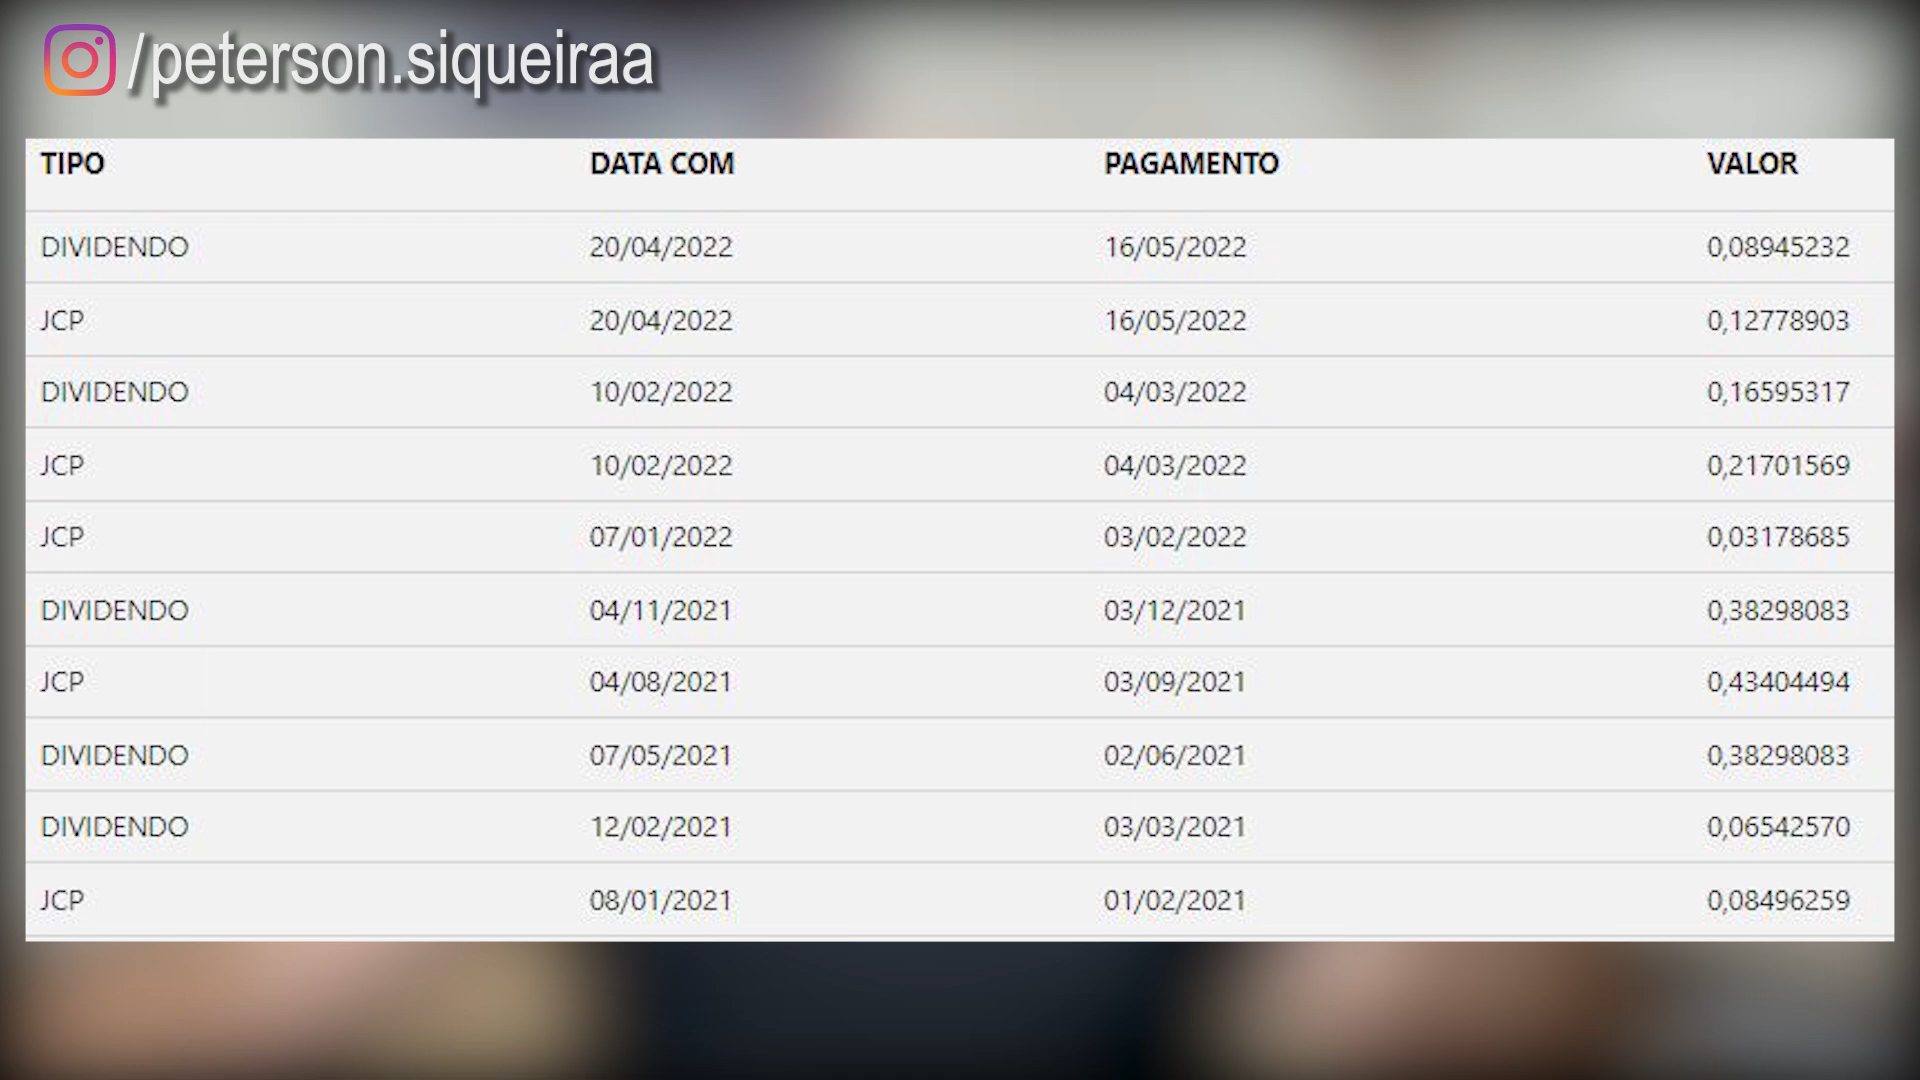 /peterson.siqueiraa
TIPO DATA COM PAGAMENTO VALOR
DIVIDENDO 20/04/2022 16/05/2022 0,08945232
JCP 20/04/2022 16/05/2022 0,12778903
DIVIDENDO 10/02/2022 04/03/2022 0,16595317
JCP 10/02/2022 04/03/2022 0,21701569
JCP 07/01/2022 03/02/2022 0,03178685
DIVIDENDO 04/11/2021 03/12/2021 0,38298083
JCP 04/08/2021 03/09/2021 0,43404494
DIVIDENDO 07/05/2021 02/06/2021 0,38298083
DIVIDENDO 12/02/2021 03/03/2021 0,06542570
JCP 08/01/2021 01/02/2021 0,08496259